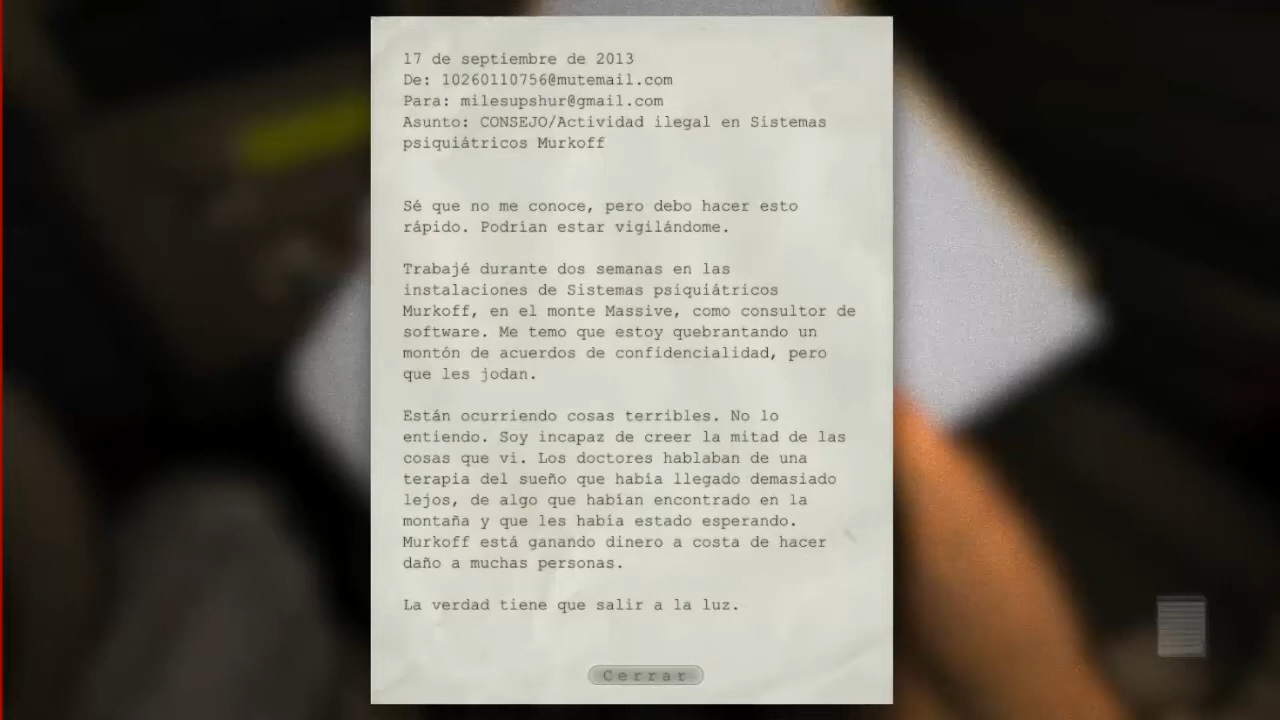 17 de septiembre de 2013
De: 10260110756@mutemail.com
Para: milesupshur@gmail.com
Asunto: CONSEJO/Actividad ilegal en Sistemas
psiquiátricos Murkoff
Sé que no me conoce, pero debo hacer esto
rápido. Podrían estar vigilándome.
Trabajé durante dos semanas en las
instalaciones de Sistemas psiquiátricos
Murkoff, en el monte Massive, como consultor de
software. Me temo que estoy quebrantando un
montón de acuerdos de confidencialidad, pero
que les jodan.
Están ocurriendo cosas terribles. No lo
entiendo. Soy incapaz de creer la mitad de las
cosas que vi. Los doctores hablaban de una
terapia del sueño que había llegado demasiado
lejos, de algo que habían encontrado en la
montaña y que les había estado esperando.
Murkoff está ganando dinero a costa de hacer
daño a muchas personas.
La verdad tiene que salir a la luz.
Cerrar